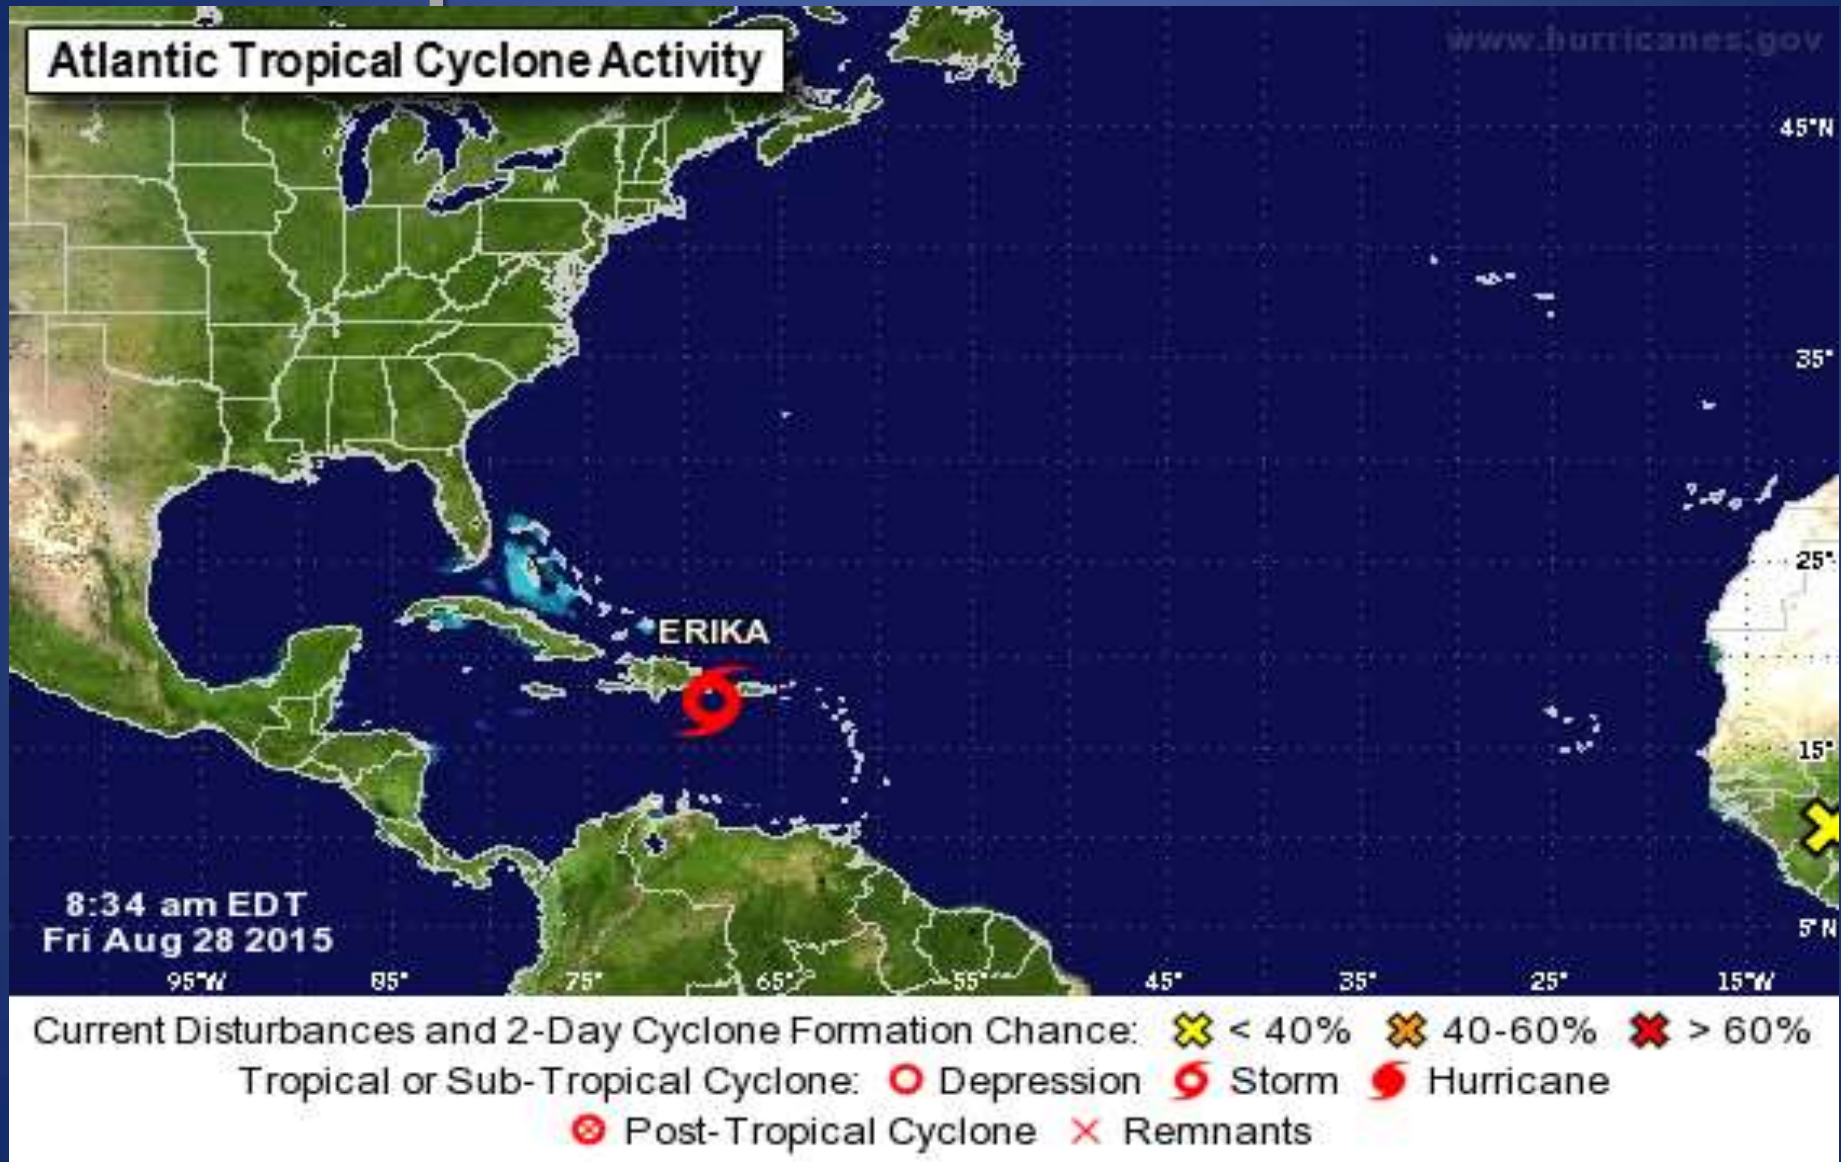 Atlantic Tropical Cyclone Activity
www.hurricanes.gov
45°N
35°
25°
ERIKA
15°
8:34 am EDT
Fri Aug 28 2015
5°N
95°W 85° 75° 65° 55° 45° 35° 25° 15°W
Current Disturbances and 2-Day Cyclone Formation Chance: < 40% 40-60% > 60%
Tropical or Sub-Tropical Cyclone: Depression Storm Hurricane
Post-Tropical Cyclone Remnants